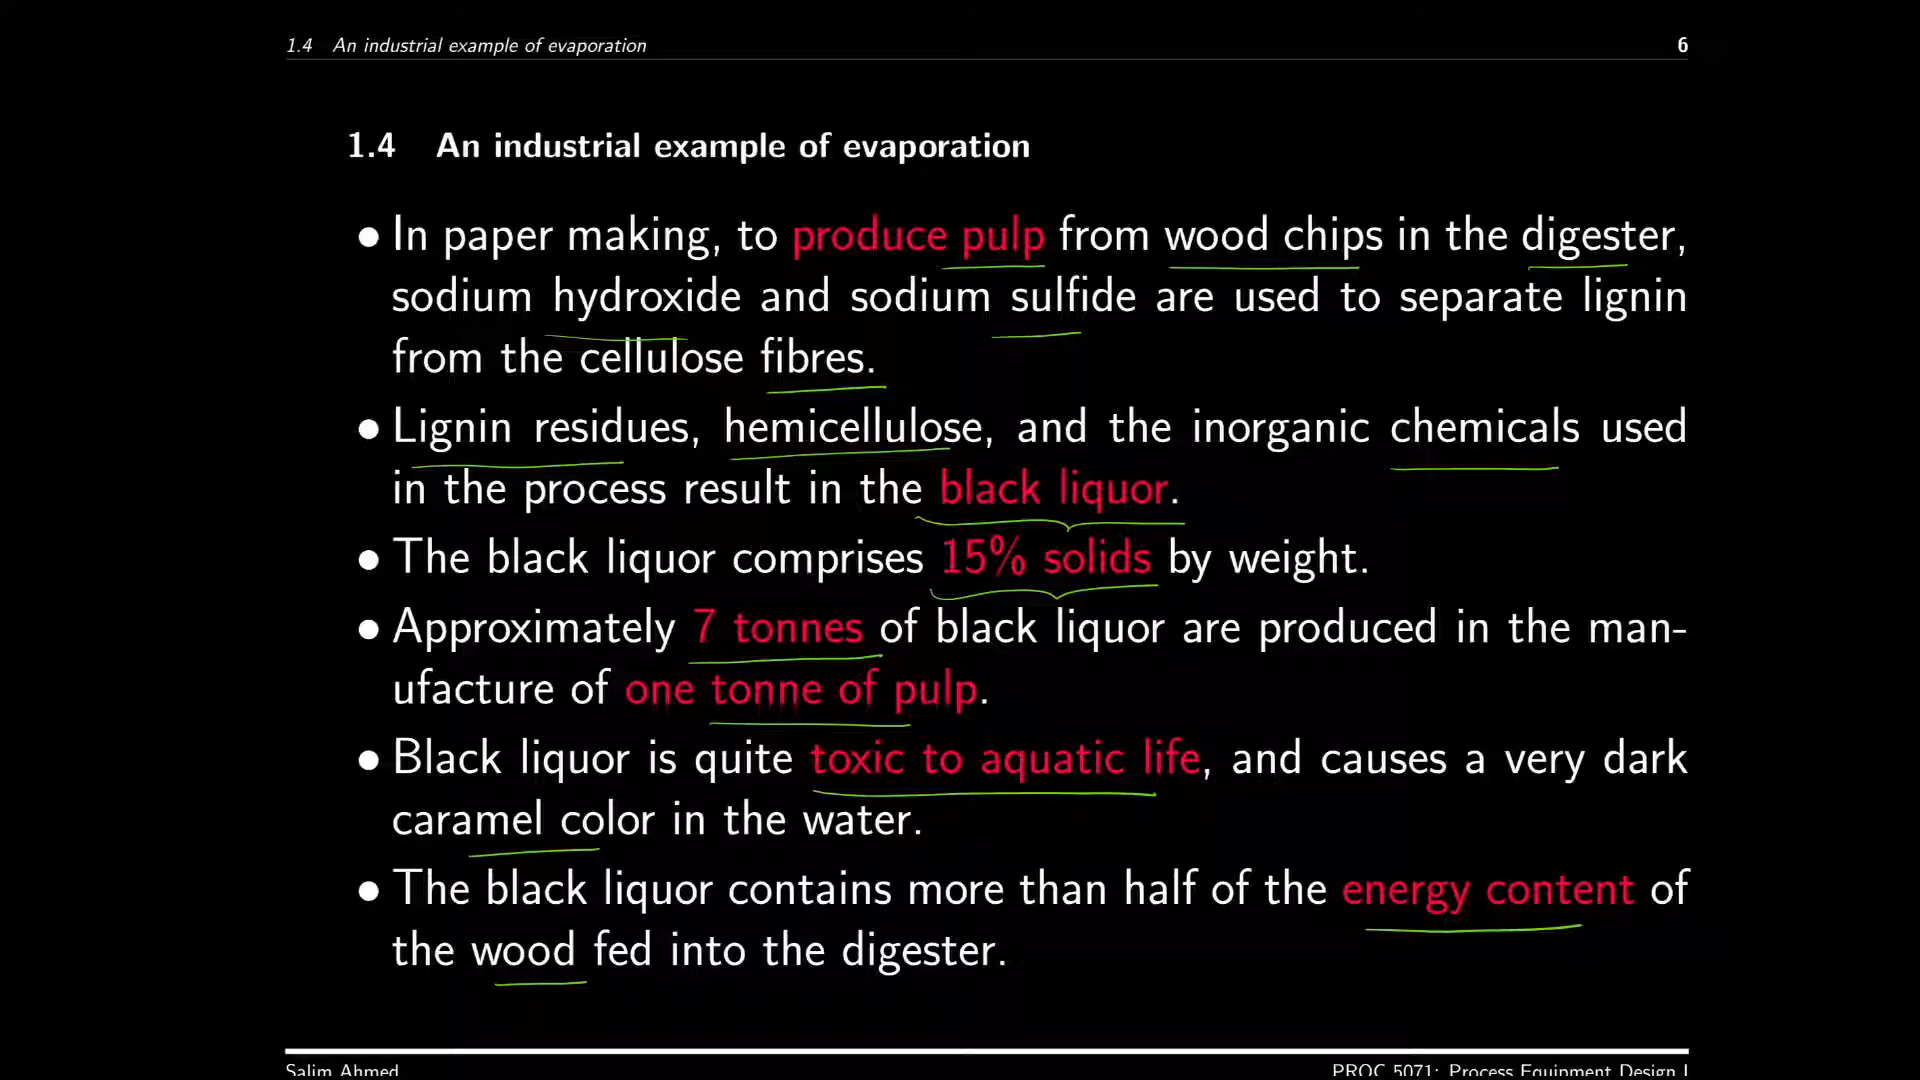 1.4 An industrial example of evaporation 6
1.4 An industrial example of evaporation
• In paper making, to produce pulp from wood chips in the digester,
sodium hydroxide and sodium sulfide are used to separate lignin
from the cellulose fibres.
• Lignin residues, hemicellulose, and the inorganic chemicals used
in the process result in the black liquor.
• The black liquor comprises 15% solids by weight.
• Approximately 7 tonnes of black liquor are produced in the man-
ufacture of one tonne of pulp.
• Black liquor is quite toxic to aquatic life, and causes a very dark
caramel color in the water.
• The black liquor contains more than half of the energy content of
the wood fed into the digester.
Salim Ahmed PROC 5071: Process Equipment Design I